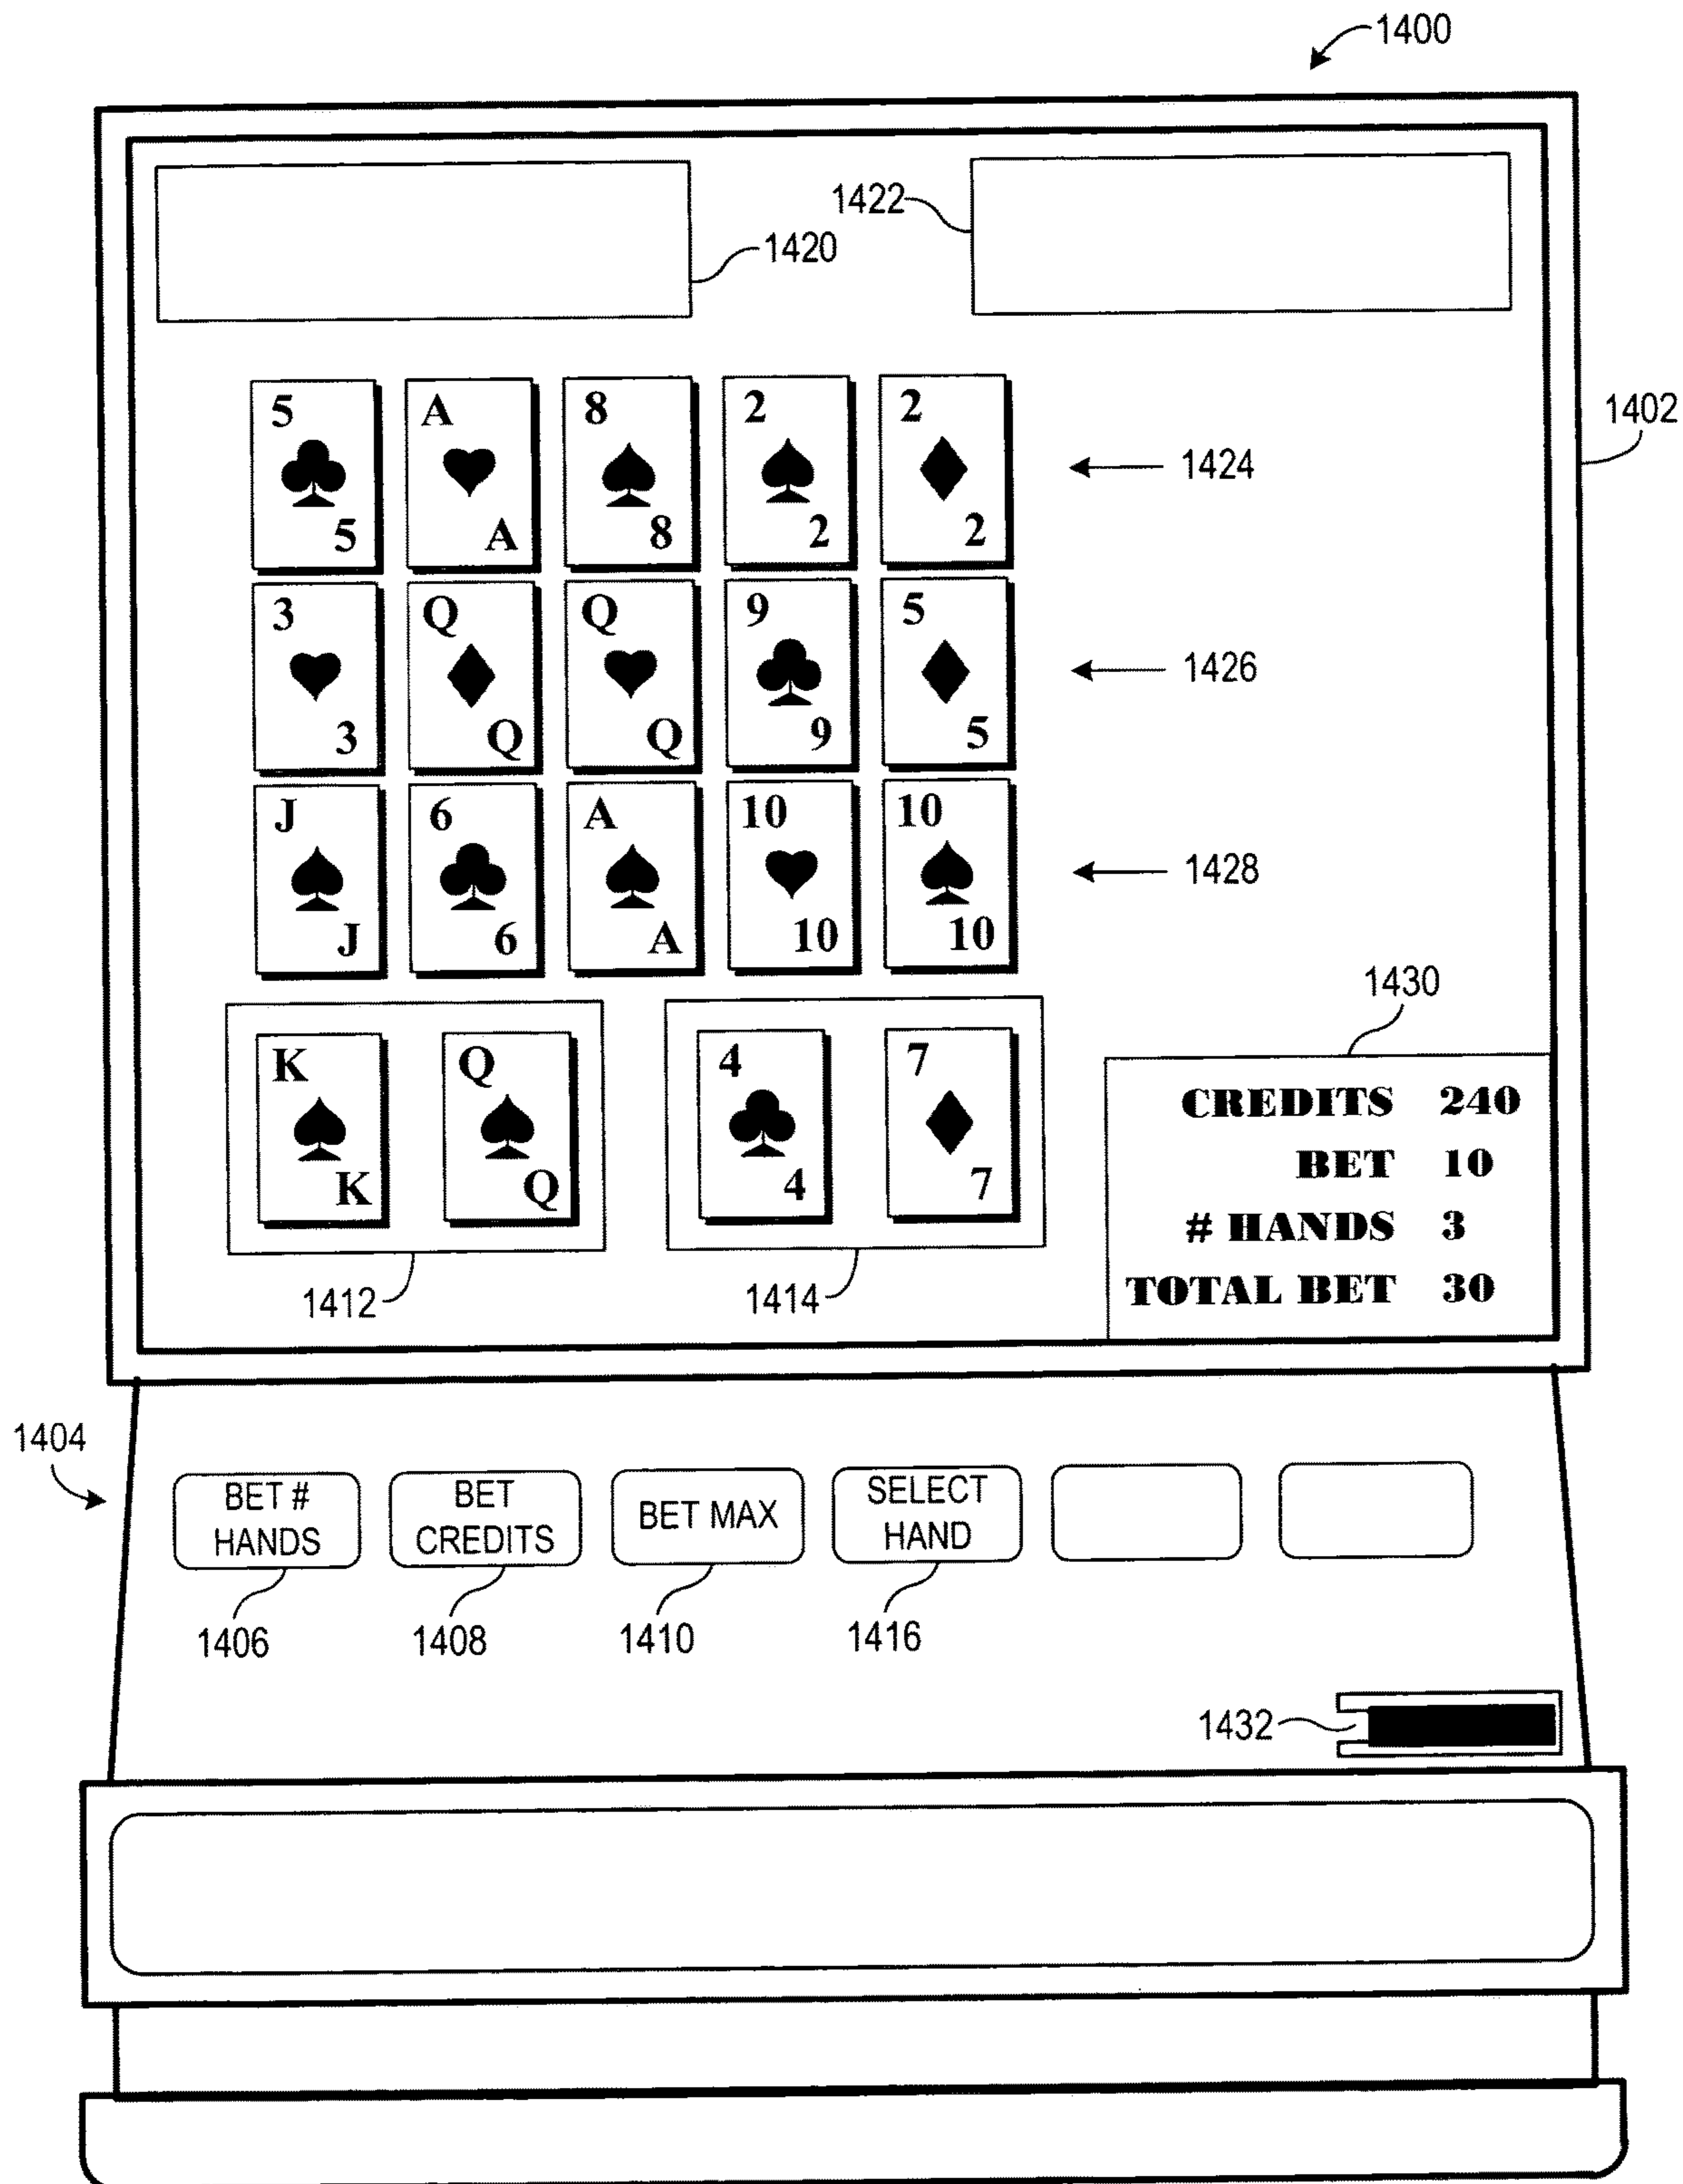 1400
1422
1420
1402
5 A 8 2 2
5 A 8 2 2
1424
3 Q Q 9 5
3 Q Q 9 5
1426
J 6 A 10 10
J 6 A 10 10
1428
1430
K Q 4 7
K Q 4 7
1412
1414
CREDITS 240
BET 10
# HANDS 3
TOTAL BET 30
1404
BET #
HANDS
BET
CREDITS
BET MAX
SELECT
HAND
1406
1408
1410
1416
1432